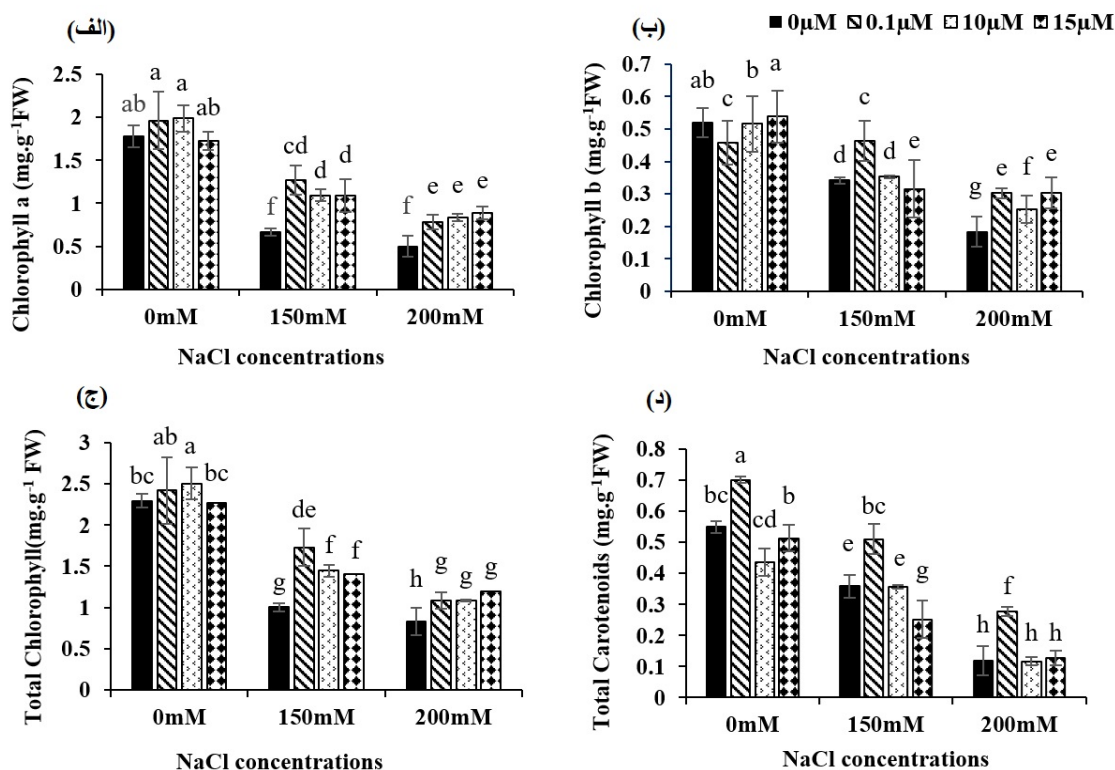 (الف)
Chlorophyll a (mg.g⁻¹FW)
2.5
2
1.5
1
0.5
0
ab a a ab
f cd d d
f e e e
0mM 150mM 200mM
NaCl concentrations
(ب)
0μM 0.1μM 10μM 15μM
Chlorophyll b (mg.g⁻¹FW)
0.7
0.6
0.5
0.4
0.3
0.2
0.1
0
ab c b a
d c d e
g e f e
0mM 150mM 200mM
NaCl concentrations
(ج)
Total Chlorophyll(mg.g⁻¹ FW)
3
2.5
2
1.5
1
0.5
0
bc ab a bc
g de f f
h g g g
0mM 150mM 200mM
NaCl concentrations
(د)
Total Carotenoids (mg.g⁻¹FW)
0.8
0.7
0.6
0.5
0.4
0.3
0.2
0.1
0
bc a cd b
e bc e g
h f h h
0mM 150mM 200mM
NaCl concentrations